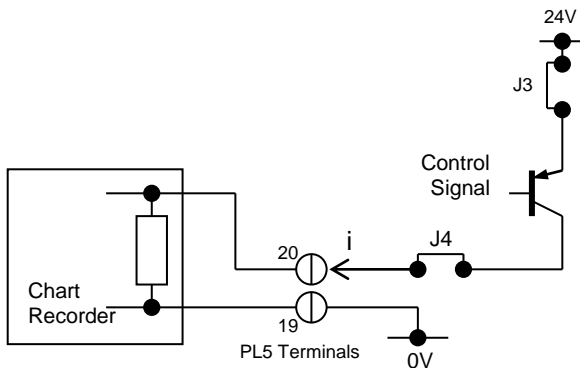 24V
J3
Control
Signal
i
J4
20
Chart
Recorder
19
PL5 Terminals
0V